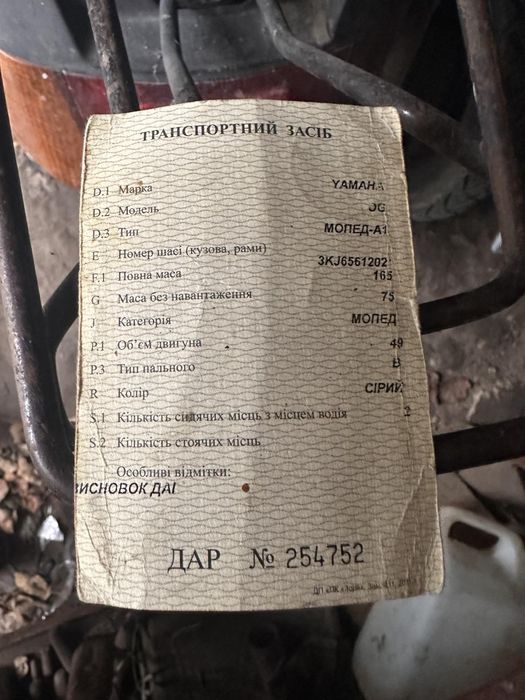 ТРАНСПОРТНИЙ ЗАСІБ
D.1 Марка YAMAHA
D.2 Модель JG
D.3 Тип МОПЕД-А1
E Номер шасі (кузова, рами) 3KJ6561202
F.1 Повна маса 165
G Маса без навантаження 75
J Категорія МОПЕД
P.1 Об'єм двигуна 49
P.3 Тип пального B
R Колір СІРИЙ
S.1 Кількість сидячих місць з місцем водія 2
S.2 Кількість стоячих місць
Особливі відмітки:
ВИСНОВОК ДАІ
ДАР № 254752